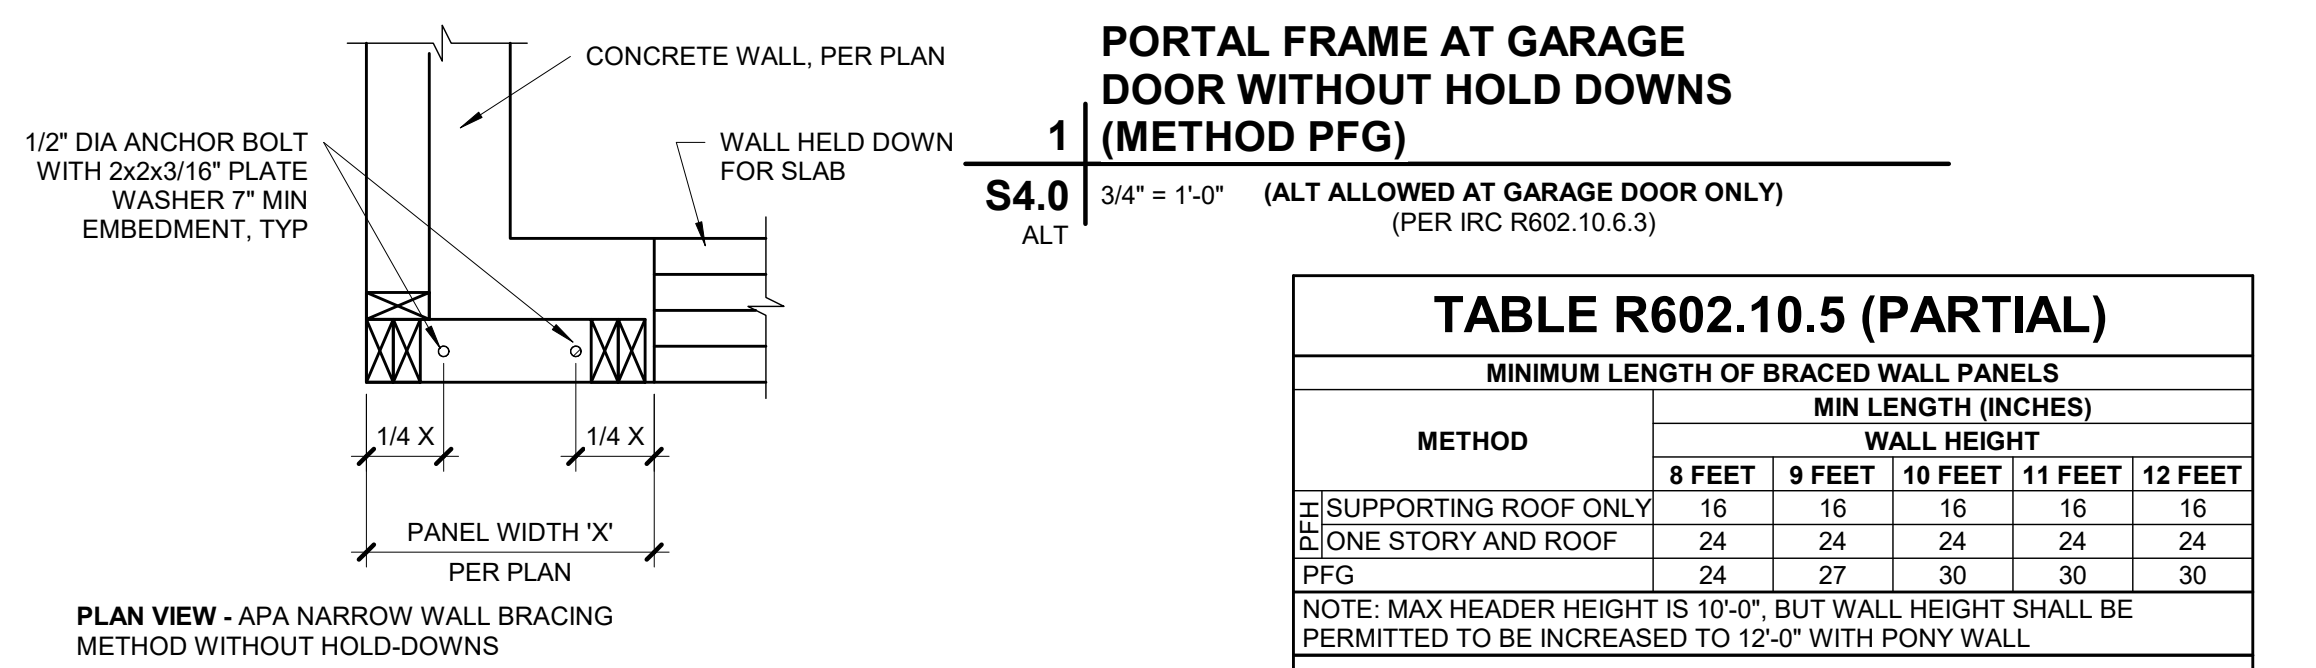 CONCRETE WALL, PER PLAN
1/2" DIA ANCHOR BOLT
WITH 2x2x3/16" PLATE
WASHER 7" MIN
EMBEDMENT, TYP
WALL HELD DOWN
FOR SLAB
1/4 X
1/4 X
PANEL WIDTH 'X'
PER PLAN
PLAN VIEW - APA NARROW WALL BRACING
METHOD WITHOUT HOLD-DOWNS
PORTAL FRAME AT GARAGE
DOOR WITHOUT HOLD DOWNS
1 (METHOD PFG)
S4.0 3/4" = 1'-0" (ALT ALLOWED AT GARAGE DOOR ONLY)
ALT (PER IRC R602.10.6.3)
TABLE R602.10.5 (PARTIAL)
MINIMUM LENGTH OF BRACED WALL PANELS
METHOD
MIN LENGTH (INCHES)
WALL HEIGHT
8 FEET 9 FEET 10 FEET 11 FEET 12 FEET
PFH
SUPPORTING ROOF ONLY 16 16 16 16 16
ONE STORY AND ROOF 24 24 24 24 24
PFG 24 27 30 30 30
NOTE: MAX HEADER HEIGHT IS 10'-0", BUT WALL HEIGHT SHALL BE
PERMITTED TO BE INCREASED TO 12'-0" WITH PONY WALL